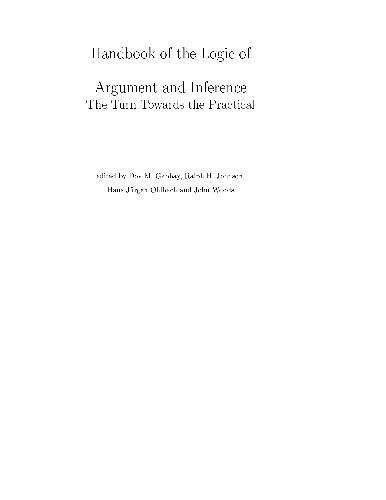 Handbook of the Logic of
Argument and Inference
The Turn Towards the Practical
edited by Dov M. Gabbay, Ralph H. Johnson,
Hans Jürgen Ohlbach and John Woods